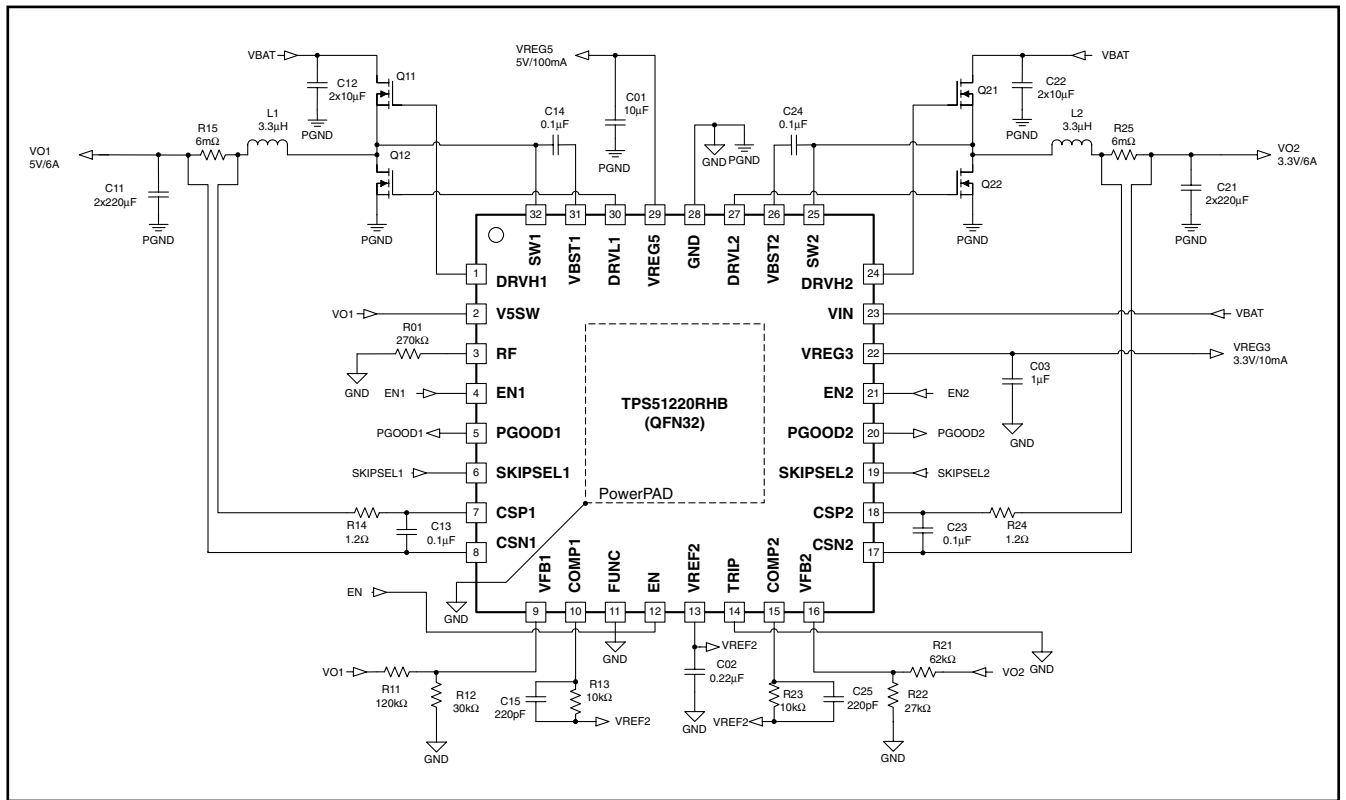 VBAT
C12
2x10μF
PGND
Q11
VREG5
5V/100mA
C01
10μF
PGND
C14
0.1μF
C24
0.1μF
GND
PGND
Q21
C22
2x10μF
PGND
VBAT
VO1
5V/6A
R15
6mΩ
L1
3.3μH
Q12
C11
2x220μF
PGND
PGND
L2
3.3μH
R25
6mΩ
VO2
3.3V/6A
Q22
C21
2x220μF
PGND
PGND
32
31
30
29
28
27
26
25
SW1
VBST1
DRVL1
VREG5
GND
DRVL2
VBST2
SW2
1
DRVH1
DRVH2
24
VO1
2
V5SW
VIN
23
VBAT
R01
270kΩ
GND
3
RF
VREG3
22
VREG3
3.3V/10mA
C03
1μF
GND
EN1
4
EN1
EN2
21
EN2
PGOOD1
5
PGOOD1
PGOOD2
20
PGOOD2
SKIPSEL1
6
SKIPSEL1
SKIPSEL2
19
SKIPSEL2
TPS51220RHB
(QFN32)
PowerPAD
7
CSP1
CSP2
18
R14
1.2Ω
C13
0.1μF
C23
0.1μF
R24
1.2Ω
8
CSN1
CSN2
17
VFB1
COMP1
FUNC
EN
VREF2
TRIP
COMP2
VFB2
EN
GND
9
10
11
12
13
14
15
16
GND
VREF2
GND
VO1
R11
120kΩ
R12
30kΩ
GND
C15
220pF
R13
10kΩ
VREF2
C02
0.22μF
GND
VREF2
R23
10kΩ
C25
220pF
R21
62kΩ
VO2
R22
27kΩ
GND